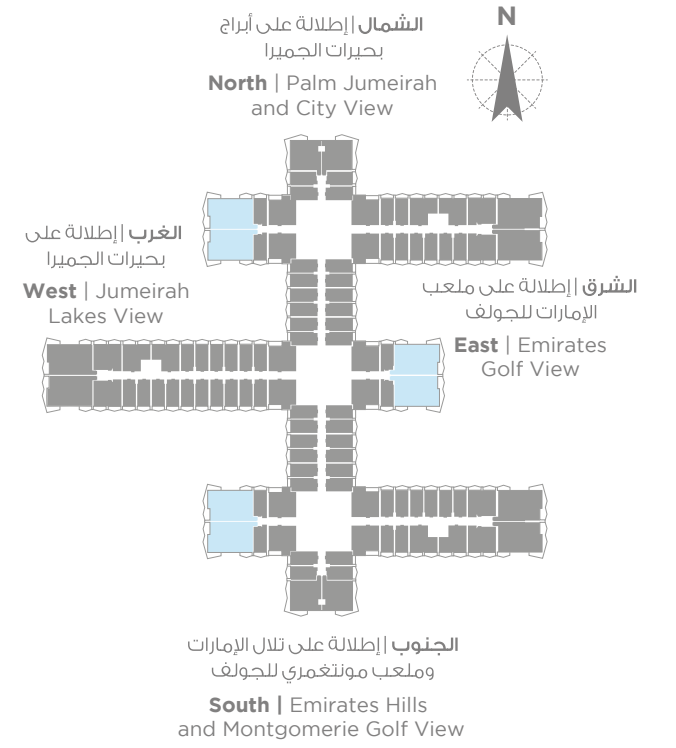 الشمال | إطلالة على أبراج
بحيرات الجميرا
North | Palm Jumeirah
and City View
N
الغرب | إطلالة على
بحيرات الجميرا
West | Jumeirah
Lakes View
الشرق | إطلالة على ملعب
الإمارات للجولف
East | Emirates
Golf View
الجنوب | إطلالة على تلال الإمارات
وملعب مونتغمري للجولف
South | Emirates Hills
and Montgomerie Golf View